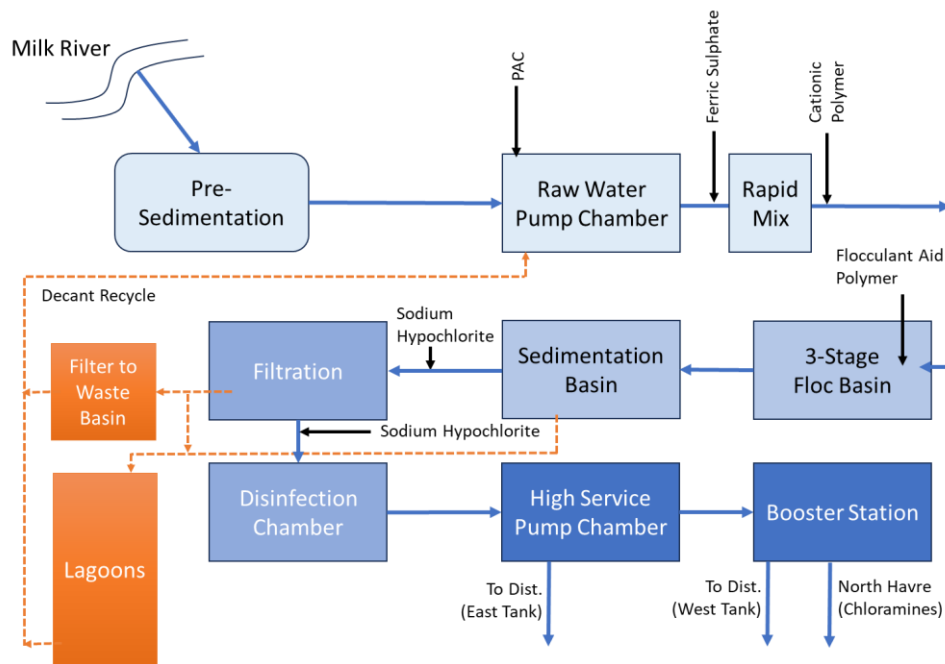 Milk River
PAC
Ferric Sulphate
Cationic
Polymer
Pre-
Sedimentation
Raw Water
Pump Chamber
Rapid
Mix
Flocculant Aid
Polymer
Decant Recycle
Sodium
Hypochlorite
Filter to
Waste
Basin
Filtration
Sedimentation
Basin
3-Stage
Floc Basin
Sodium Hypochlorite
Lagoons
Disinfection
Chamber
High Service
Pump Chamber
Booster Station
To Dist.
(East Tank)
To Dist.
(West Tank)
North Havre
(Chloramines)